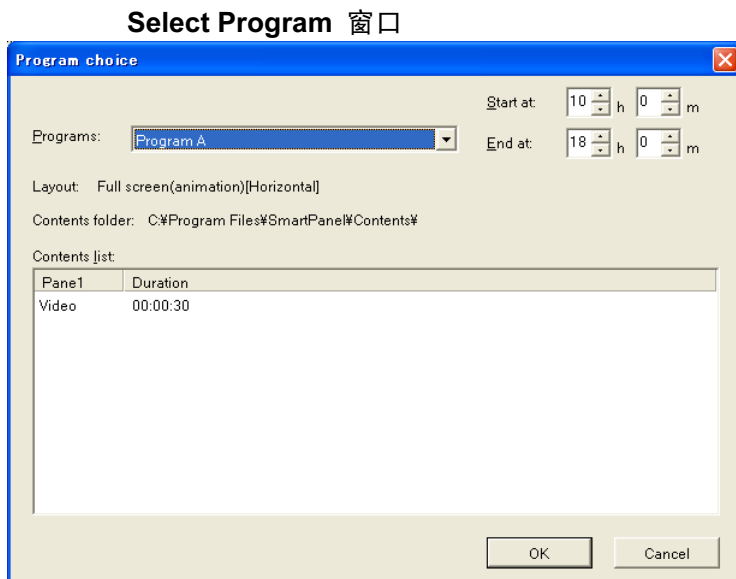 Select Program 窗口
Program choice
Start at: 10 h 0 m
Programs: Program A
End at: 18 h 0 m
Layout: Full screen(animation)[Horizontal]
Contents folder: C:¥Program Files¥SmartPanel¥Contents¥
Contents list:
Pane1 Duration
Video 00:00:30
OK Cancel